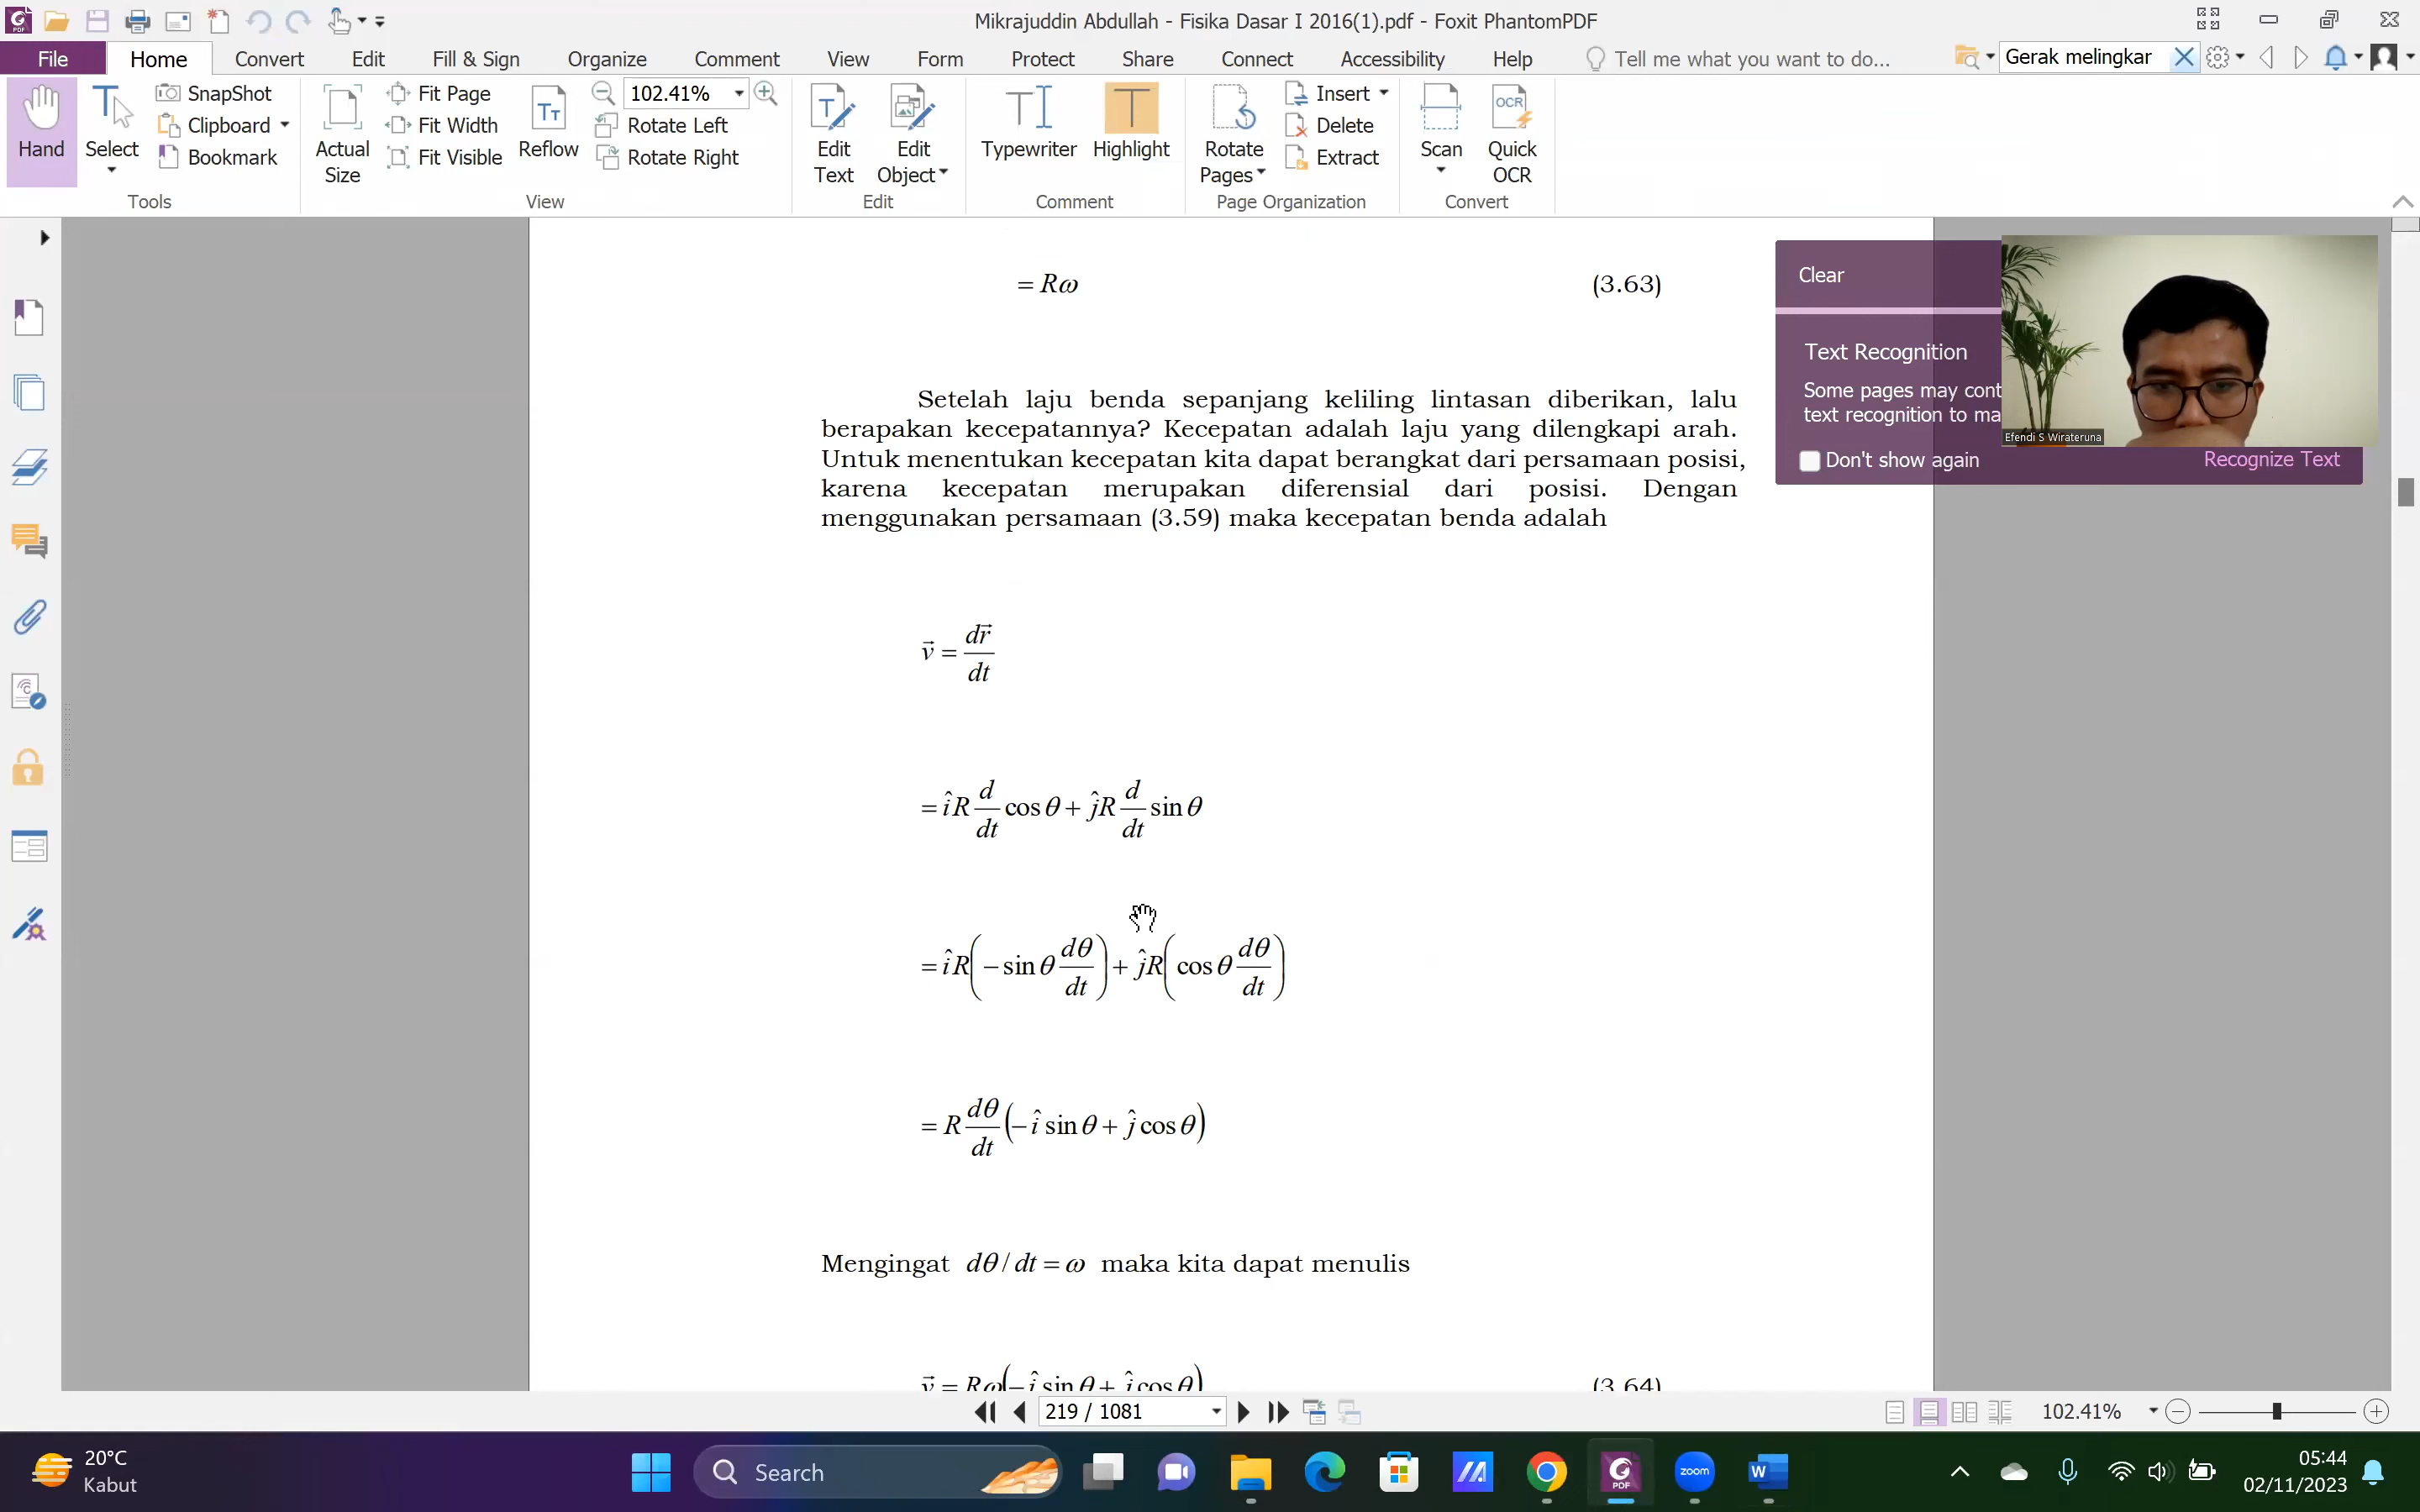 Mikrajuddin Abdullah - Fisika Dasar I 2016(1).pdf - Foxit PhantomPDF
File Home Convert Edit Fill & Sign Organize Comment View Form Protect Share Connect Accessibility Help Tell me what you want to do... Gerak melingkar
Hand
Select
SnapShot
Clipboard
Bookmark
Tools
Actual Size
Fit Page
Fit Width
Fit Visible
Reflow
102.41%
Rotate Left
Rotate Right
View
Edit Text
Edit Object
Edit
Typewriter
Highlight
Comment
Rotate Pages
Insert
Delete
Extract
Page Organization
Scan
OCR
Quick OCR
Convert
= Rω (3.63)
Setelah laju benda sepanjang keliling lintasan diberikan, lalu
berapakan kecepatannya? Kecepatan adalah laju yang dilengkapi arah.
Untuk menentukan kecepatan kita dapat berangkat dari persamaan posisi,
karena kecepatan merupakan diferensial dari posisi. Dengan
menggunakan persamaan (3.59) maka kecepatan benda adalah
v⃗ = dr⃗/dt
= îR d/dt cos θ + ĵR d/dt sin θ
= îR(− sin θ dθ/dt) + ĵR(cos θ dθ/dt)
= R dθ/dt (−î sin θ + ĵ cos θ)
Mengingat dθ / dt = ω maka kita dapat menulis
v⃗ = Rω(−î sin θ + ĵ cos θ) (3.64)
Clear
Text Recognition
Some pages may cont
text recognition to ma
Don't show again
Recognize Text
Efendi S Wirateruna
219 / 1081
102.41%
20°C
Kabut
Search
zoom
PDF
W
05:44
02/11/2023